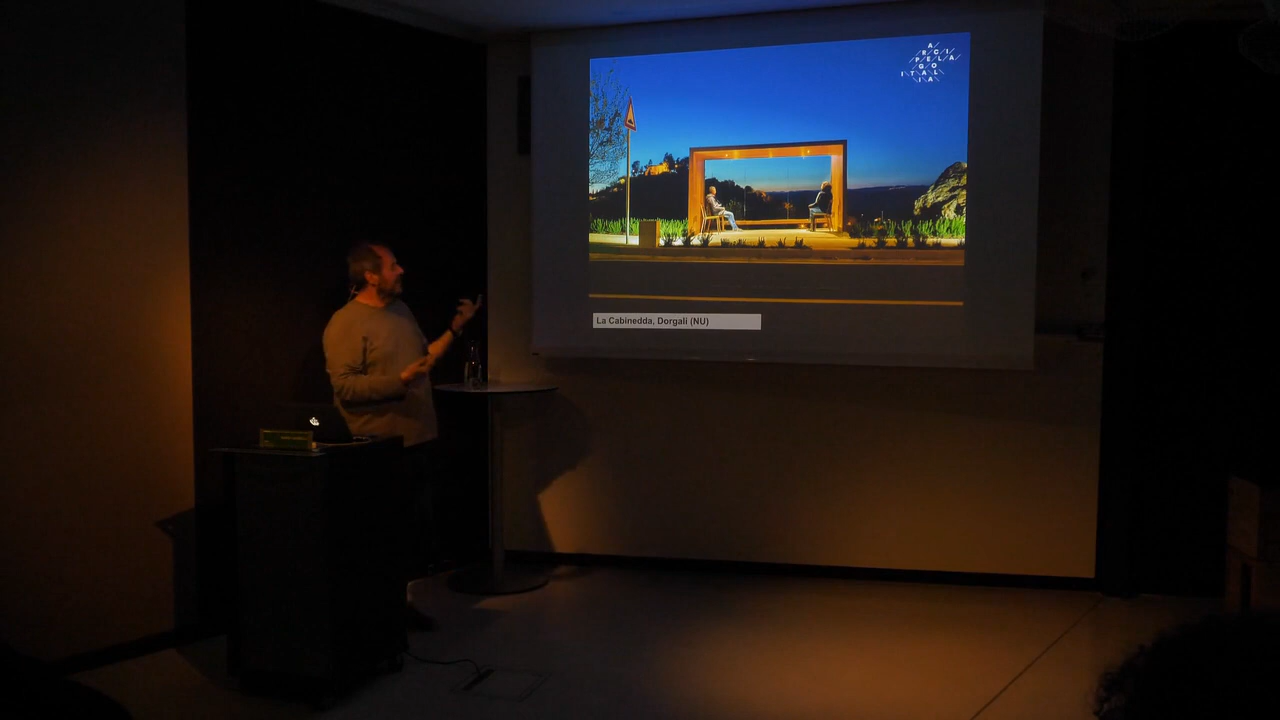 A/
/R/C/I/
/P/E/L/A/
/G/O/
I/T\A/L/
\I/A\
La Cabinedda, Dorgali (NU)